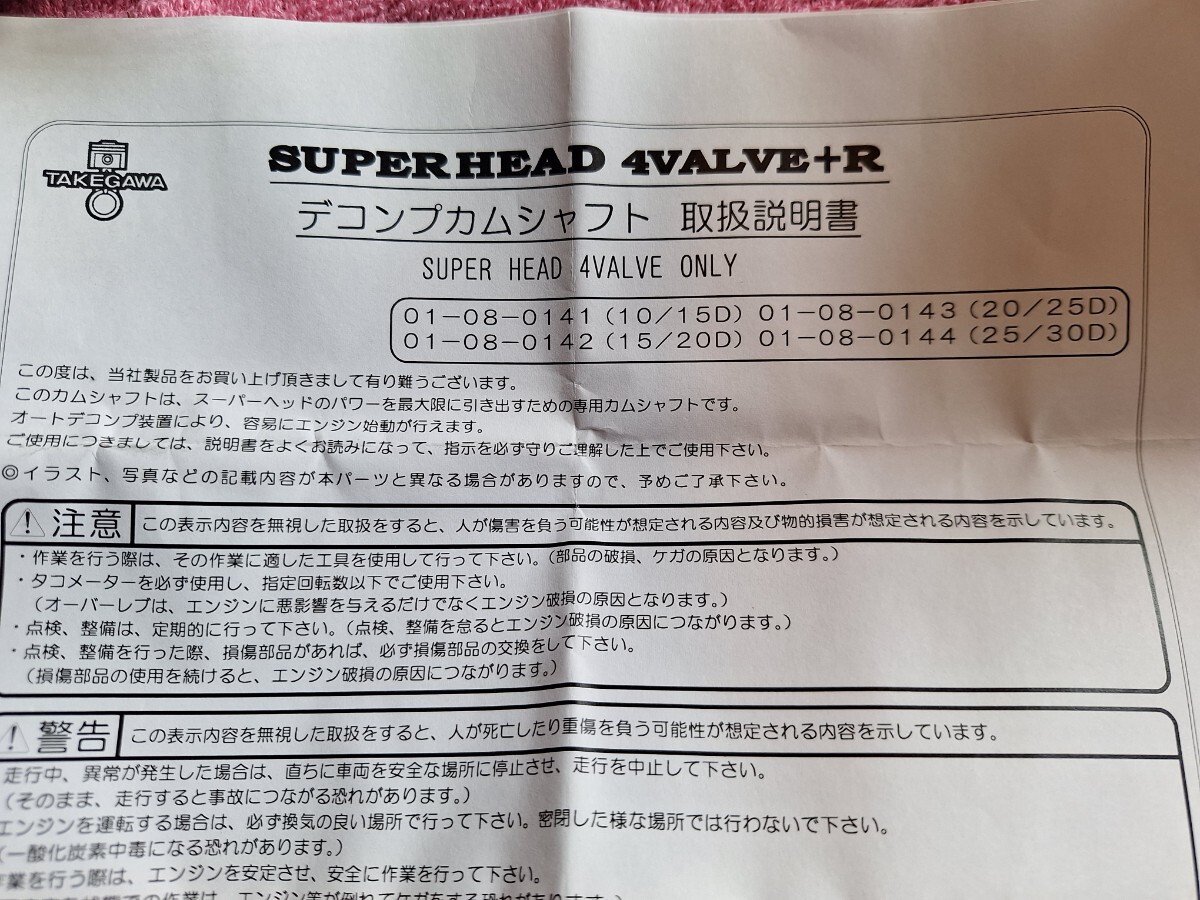 TAKEGAWA
SUPER HEAD 4VALVE+R
デコンプカムシャフト 取扱説明書
SUPER HEAD 4VALVE ONLY
01-08-0141 (10/15D) 01-08-0143 (20/25D)
01-08-0142 (15/20D) 01-08-0144 (25/30D)
この度は、当社製品をお買い上げ頂きまして有り難うございます。
このカムシャフトは、スーパーヘッドのパワーを最大限に引き出すための専用カムシャフトです。
オートデコンプ装置により、容易にエンジン始動が行えます。
ご使用につきましては、説明書をよくお読みになって、指示を必ず守りご理解した上でご使用下さい。
◎イラスト、写真などの記載内容が本パーツと異なる場合がありますので、予めご了承下さい。
注意 この表示内容を無視した取扱をすると、人が傷害を負う可能性が想定される内容及び物的損害が想定される内容を示しています。
・作業を行う際は、その作業に適した工具を使用して行って下さい。(部品の破損、ケガの原因となります。)
・タコメーターを必ず使用し、指定回転数以下でご使用下さい。
(オーバーレブは、エンジンに悪影響を与えるだけでなくエンジン破損の原因となります。)
・点検、整備は、定期的に行って下さい。(点検、整備を怠るとエンジン破損の原因につながります。)
・点検、整備を行った際、損傷部品があれば、必ず損傷部品の交換をして下さい。
(損傷部品の使用を続けると、エンジン破損の原因につながります。)
警告 この表示内容を無視した取扱をすると、人が死亡したり重傷を負う可能性が想定される内容を示しています。
走行中、異常が発生した場合は、直ちに車両を安全な場所に停止させ、走行を中止して下さい。
(そのまま、走行すると事故につながる恐れがあります。)
エンジンを運転する場合は、必ず換気の良い場所で行って下さい。密閉した様な場所では行わないで下さい。
(一酸化炭素中毒になる恐れがあります。)
業を行う際は、エンジンを安定させ、安全に作業を行って下さい。
での作業は、エンジン等が倒れてケガをする恐れがあります。)